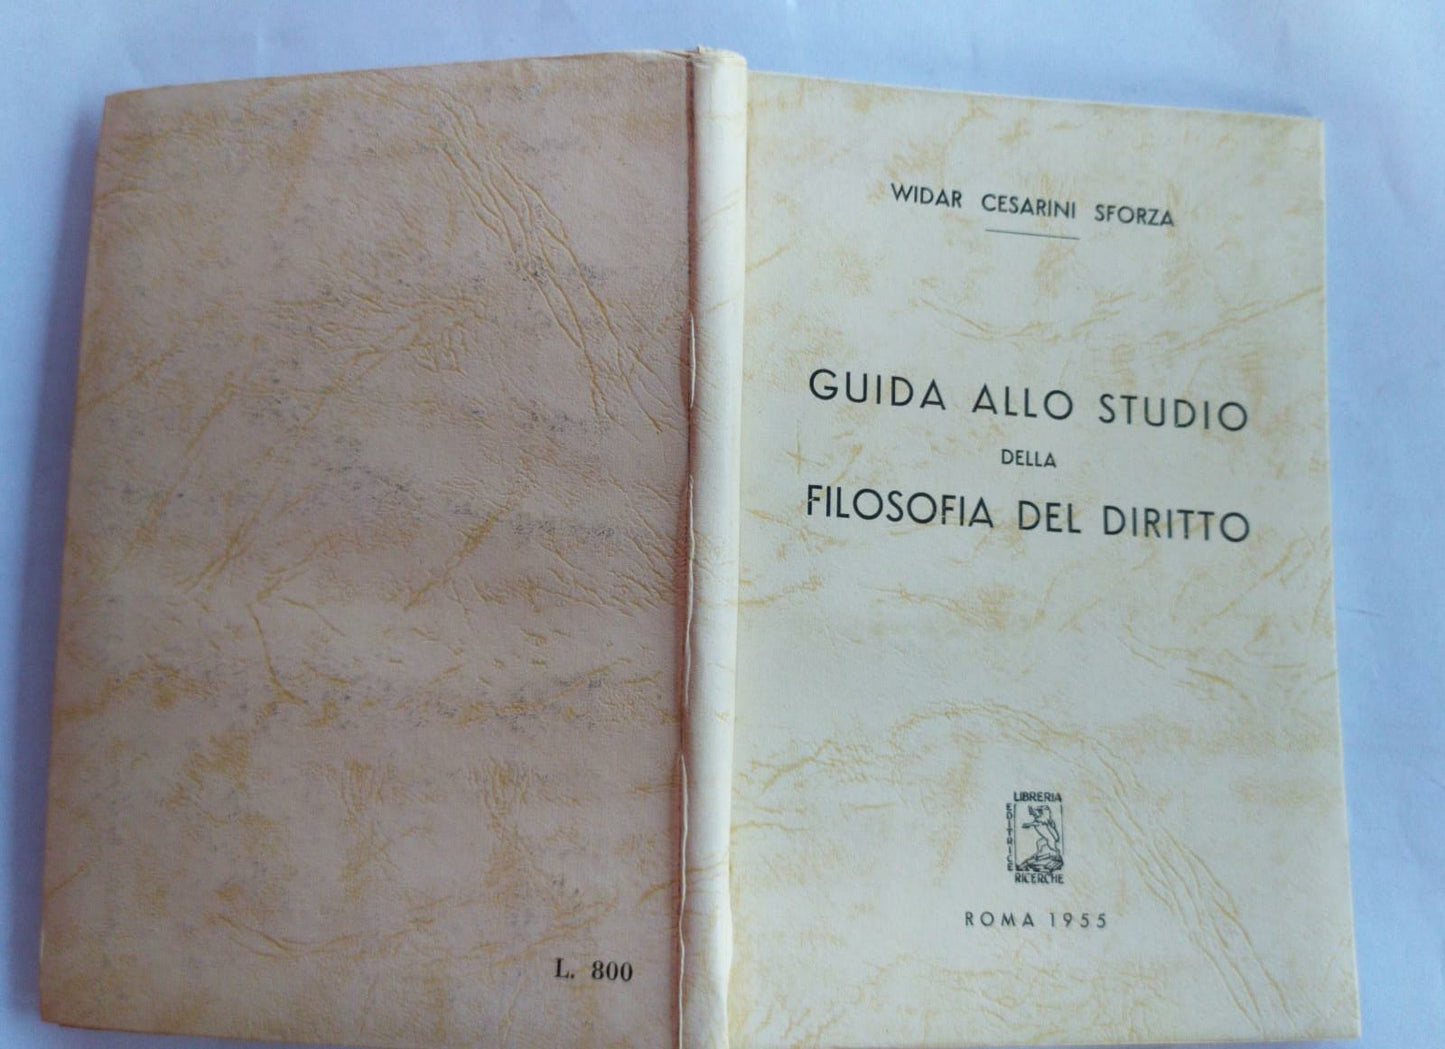 WIDAR CESARINI SFORZA
GUIDA ALLO STUDIO
DELLA
FILOSOFIA DEL DIRITTO
LIBRERIA
EDITRICE
RICERCHE
ROMA 1955
L. 800